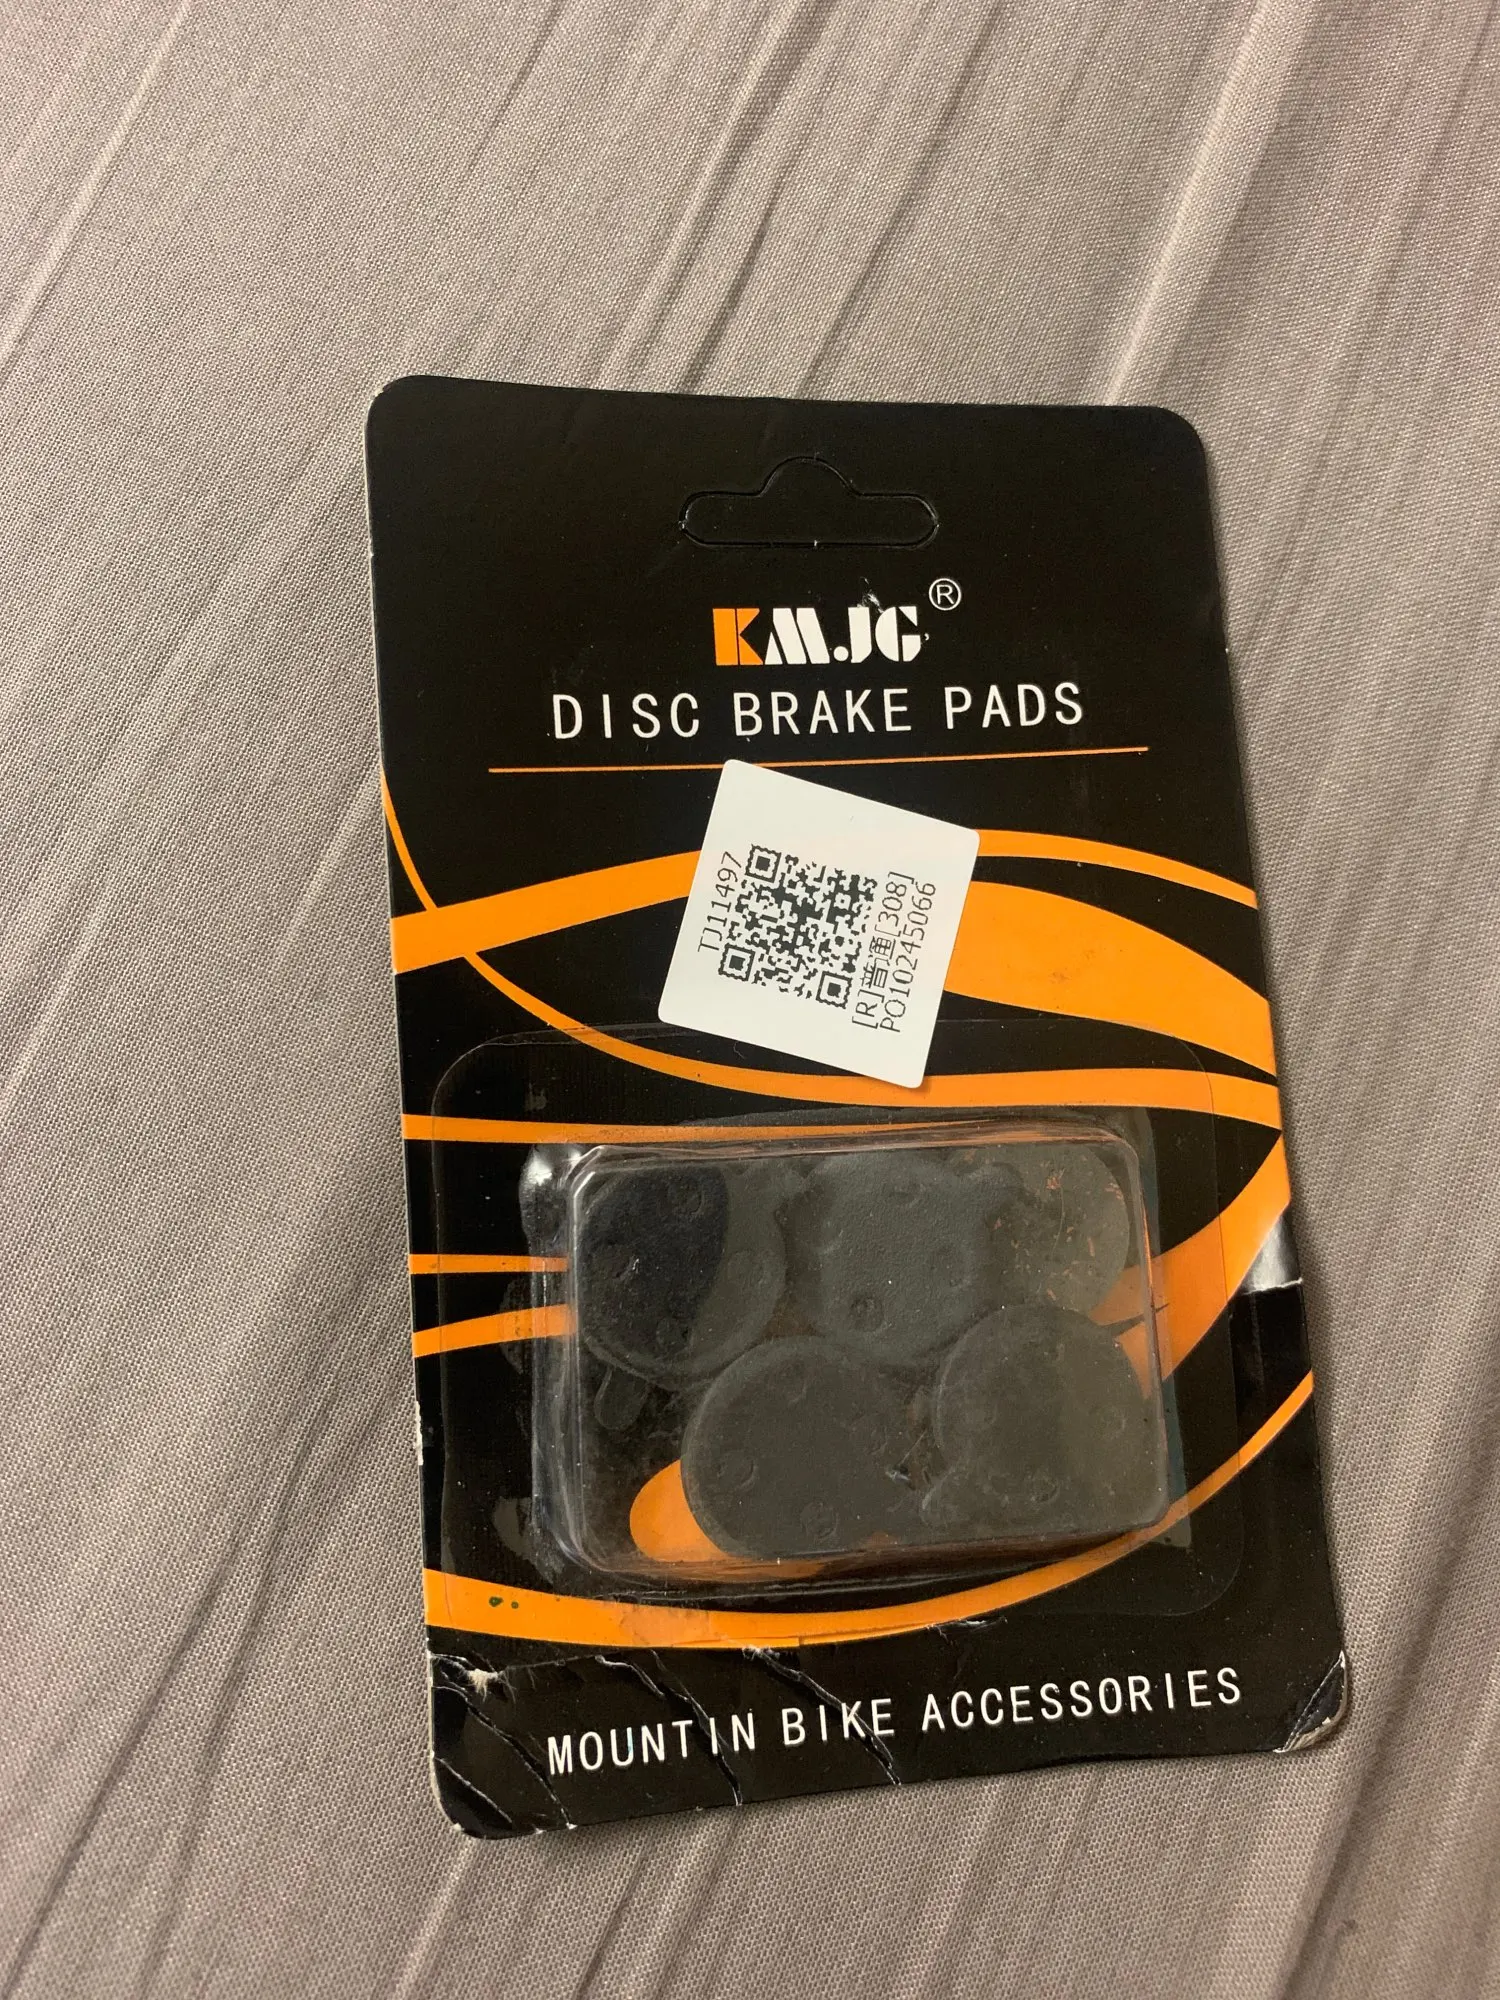 KMJG®
DISC BRAKE PADS
TJ11497
[R]普通[308]
PO10245066
MOUNTIN BIKE ACCESSORIES